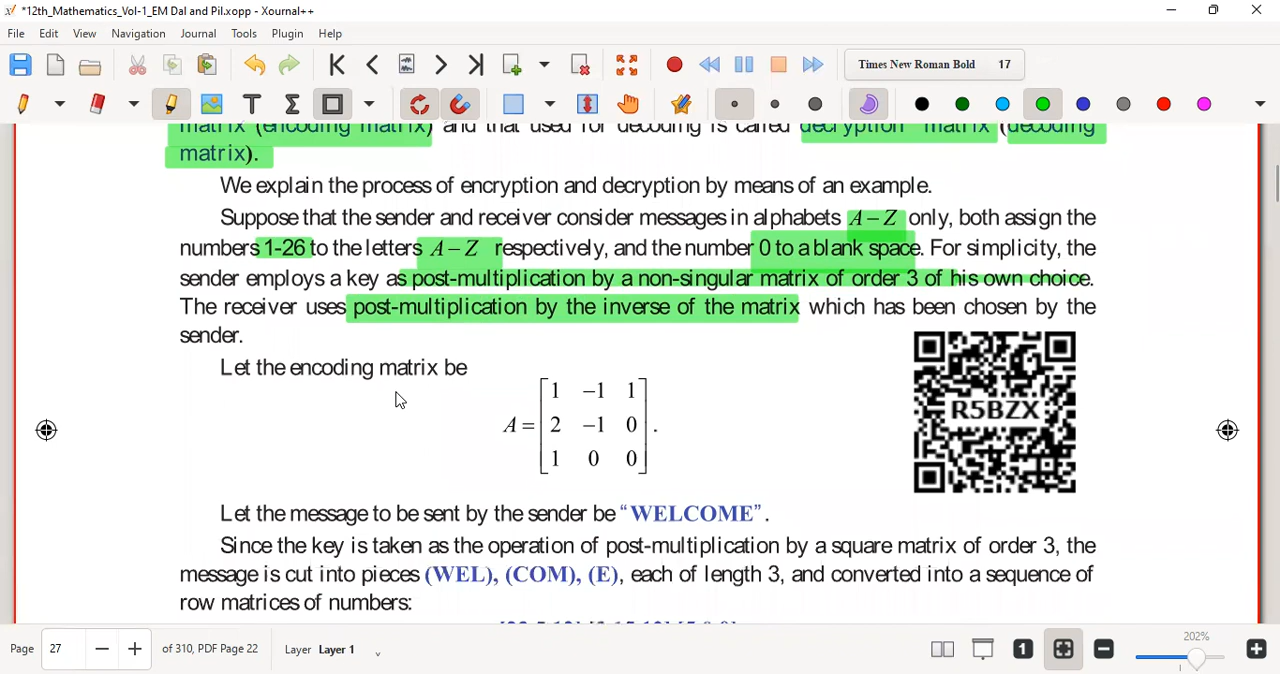 *12th_Mathematics_Vol-1_EM Dal and Pil.xopp - Xournal++
File Edit View Navigation Journal Tools Plugin Help
Times New Roman Bold 17
matrix (encoding matrix) and that used for decoding is called decryption matrix (decoding
matrix).
We explain the process of encryption and decryption by means of an example.
Suppose that the sender and receiver consider messages in alphabets A – Z only, both assign the
numbers 1-26 to the letters A – Z respectively, and the number 0 to a blank space. For simplicity, the
sender employs a key as post-multiplication by a non-singular matrix of order 3 of his own choice.
The receiver uses post-multiplication by the inverse of the matrix which has been chosen by the
sender.
Let the encoding matrix be
1 −1 1
A = 2 −1 0 .
1 0 0
R5BZX
Let the message to be sent by the sender be “WELCOME”.
Since the key is taken as the operation of post-multiplication by a square matrix of order 3, the
message is cut into pieces (WEL), (COM), (E), each of length 3, and converted into a sequence of
row matrices of numbers:
Page 27 of 310, PDF Page 22 Layer Layer 1 202%